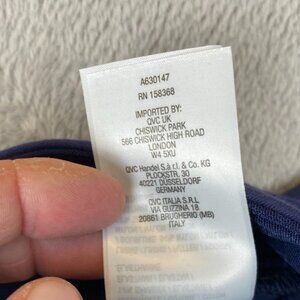 A630147
RN 158368
IMPORTED BY:
QVC UK
CHISWICK PARK
566 CHISWICK HIGH ROAD
LONDON
W4 5XU
QVC Handel S.à r.l. & Co. KG
PLOCKSTR. 30
40221 DÜSSELDORF
GERMANY
QVC ITALIA S.R.L
VIA GUZZINA 18
20861 BRUGHERIO (MB)
ITALY